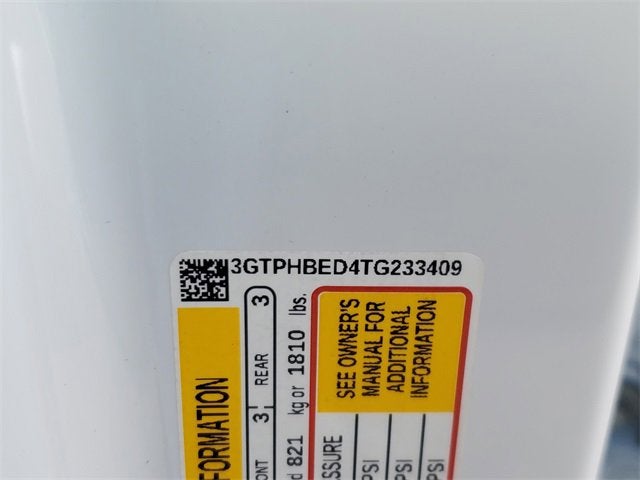 3GTPHBED4TG233409
FORMATION
ONT 3 REAR 3
d 821 kg or 1810 lbs.
SSURE
PSI
PSI
PSI
SEE OWNER'S
MANUAL FOR
ADDITIONAL
INFORMATION